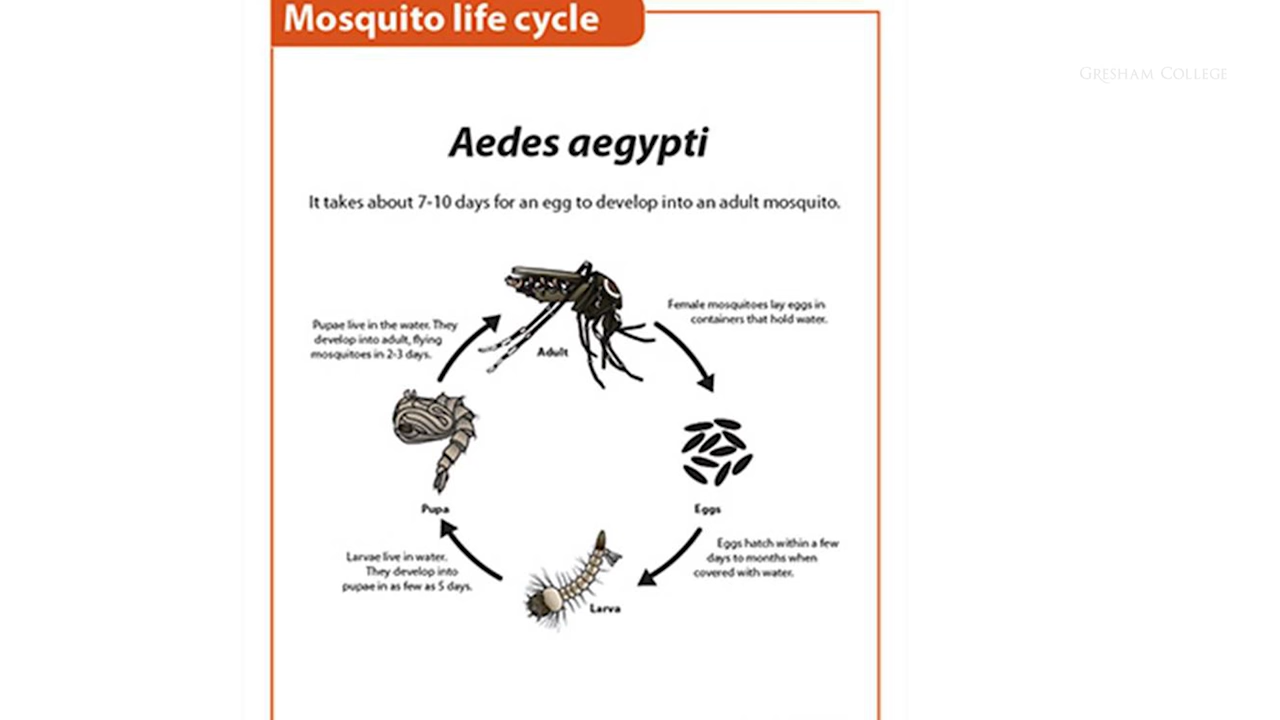 Mosquito life cycle
GRESHAM COLLEGE
Aedes aegypti
It takes about 7-10 days for an egg to develop into an adult mosquito.
Female mosquitoes lay eggs in
containers that hold water.
Pupae live in the water. They
develop into adult, flying
mosquitoes in 2-3 days.
Adult
Pupa
Eggs
Eggs hatch within a few
days to months when
covered with water.
Larvae live in water.
They develop into
pupae in as few as 5 days.
Larva